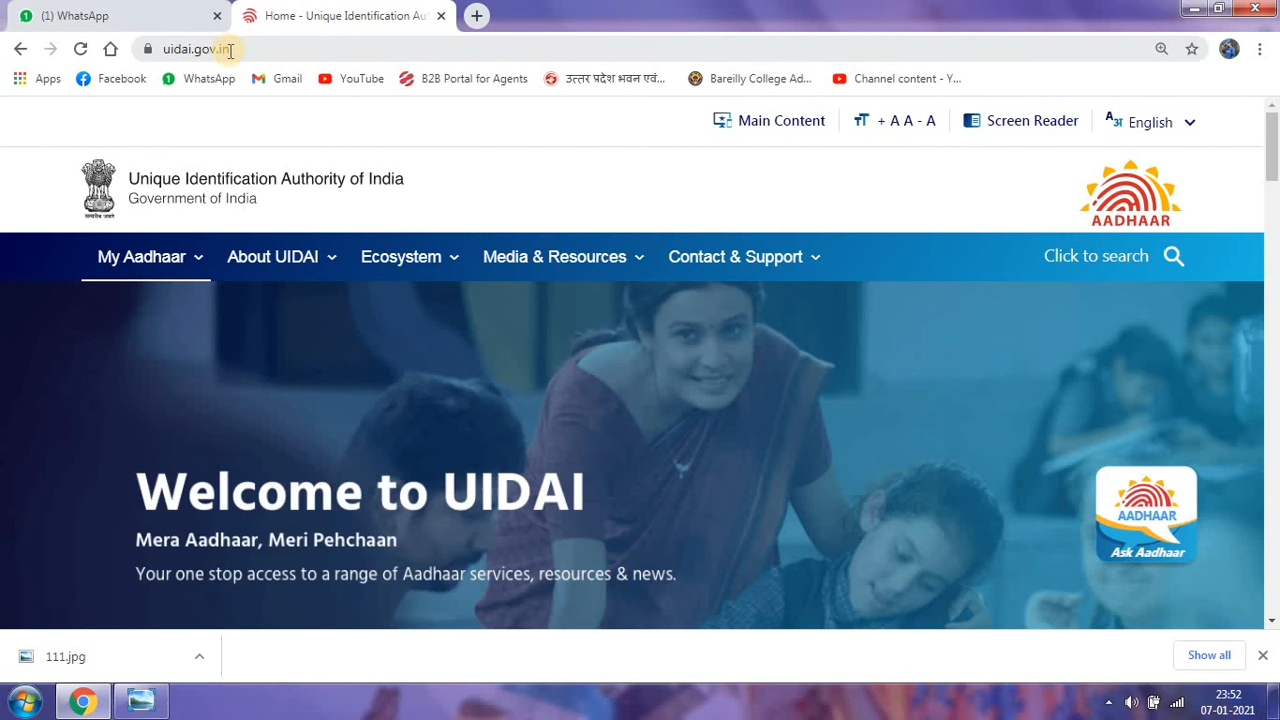 (1) WhatsApp
Home - Unique Identification Au
uidai.gov.in
Apps
Facebook
WhatsApp
Gmail
YouTube
B2B Portal for Agents
उत्तर प्रदेश भवन एवं...
Bareilly College Ad...
Channel content - Y...
Main Content
+ A A - A
Screen Reader
English
Unique Identification Authority of India
Government of India
AADHAAR
My Aadhaar
About UIDAI
Ecosystem
Media & Resources
Contact & Support
Click to search
Welcome to UIDAI
Mera Aadhaar, Meri Pehchaan
Your one stop access to a range of Aadhaar services, resources & news.
AADHAAR
Ask Aadhaar
111.jpg
Show all
23:52
07-01-2021